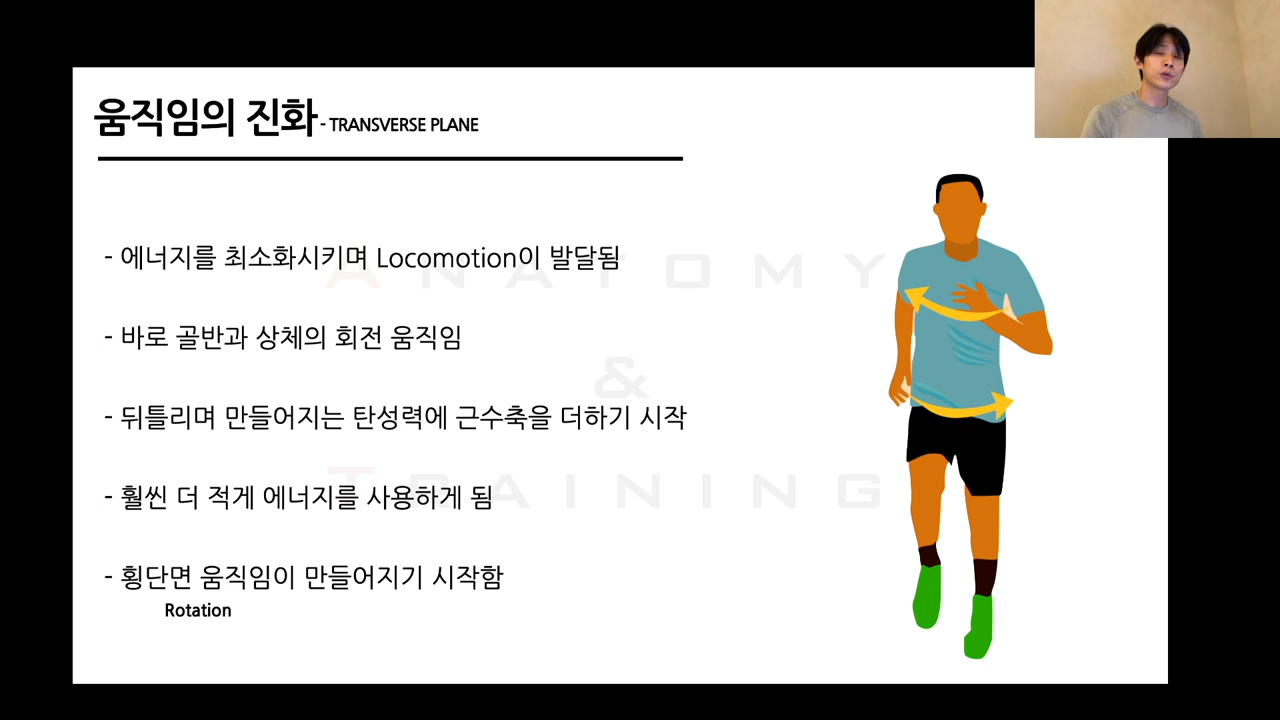 움직임의 진화 - TRANSVERSE PLANE
- 에너지를 최소화시키며 Locomotion이 발달됨
- 바로 골반과 상체의 회전 움직임
- 뒤틀리며 만들어지는 탄성력에 근수축을 더하기 시작
- 훨씬 더 적게 에너지를 사용하게 됨
- 횡단면 움직임이 만들어지기 시작함
Rotation
ANATOMY
&
TRAINING